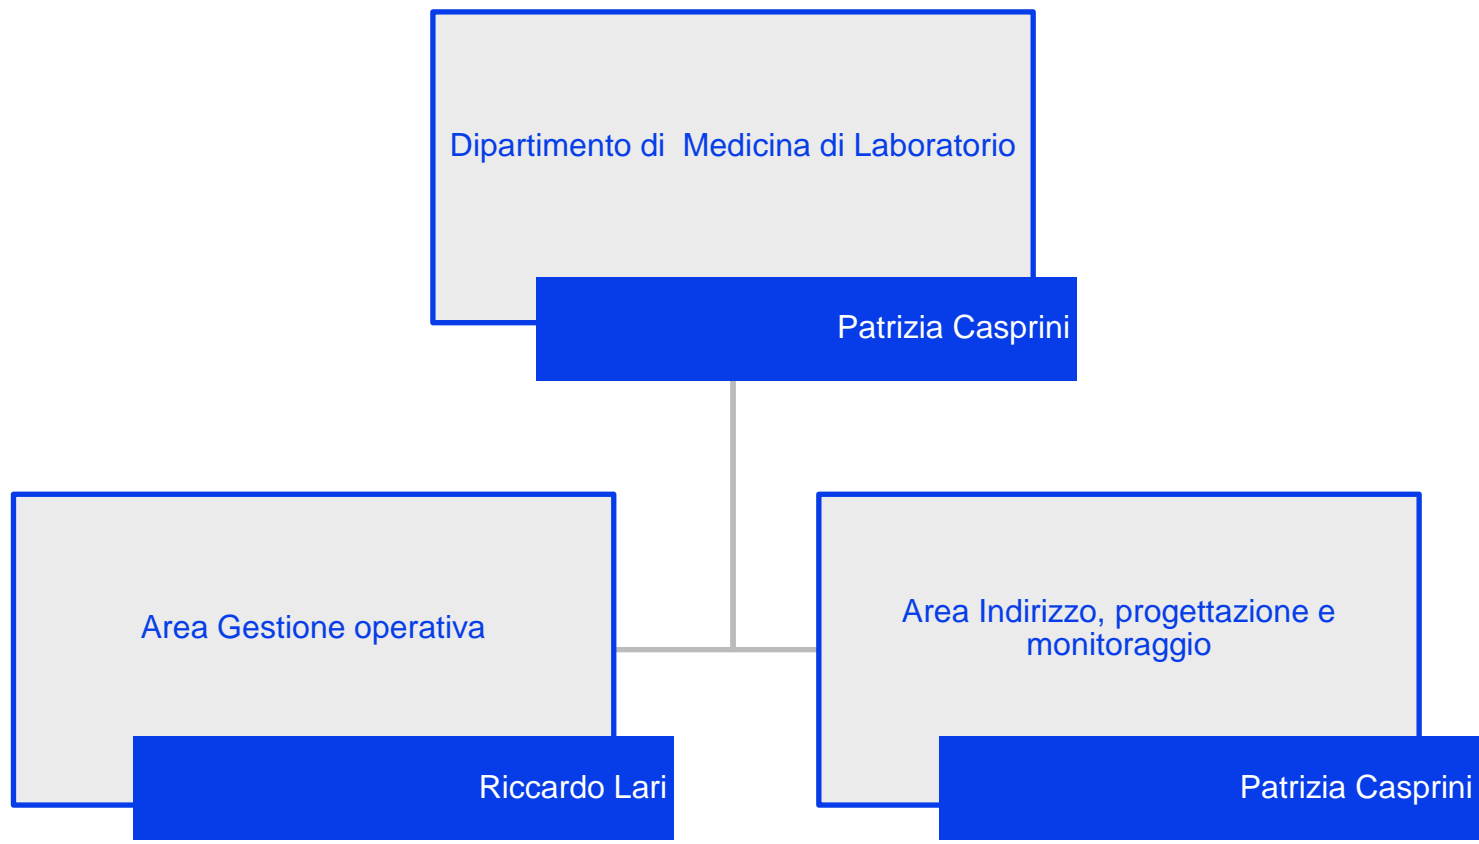 Dipartimento di  Medicina di Laboratorio
Patrizia Casprini
Area Gestione operativa
Riccardo Lari
Area Indirizzo, progettazione e
monitoraggio
Patrizia Casprini